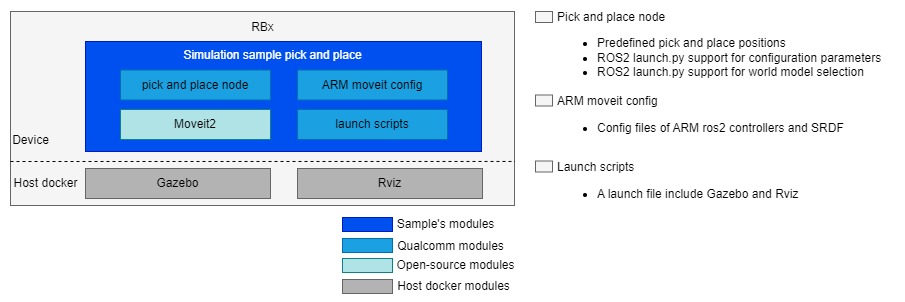 RBx
Simulation sample pick and place
pick and place node
ARM moveit config
Moveit2
launch scripts
Device
Host docker
Gazebo
Rviz
Sample's modules
Qualcomm modules
Open-source modules
Host docker modules
Pick and place node
Predefined pick and place positions
ROS2 launch.py support for configuration parameters
ROS2 launch.py support for world model selection
ARM moveit config
Config files of ARM ros2 controllers and SRDF
Launch scripts
A launch file include Gazebo and Rviz